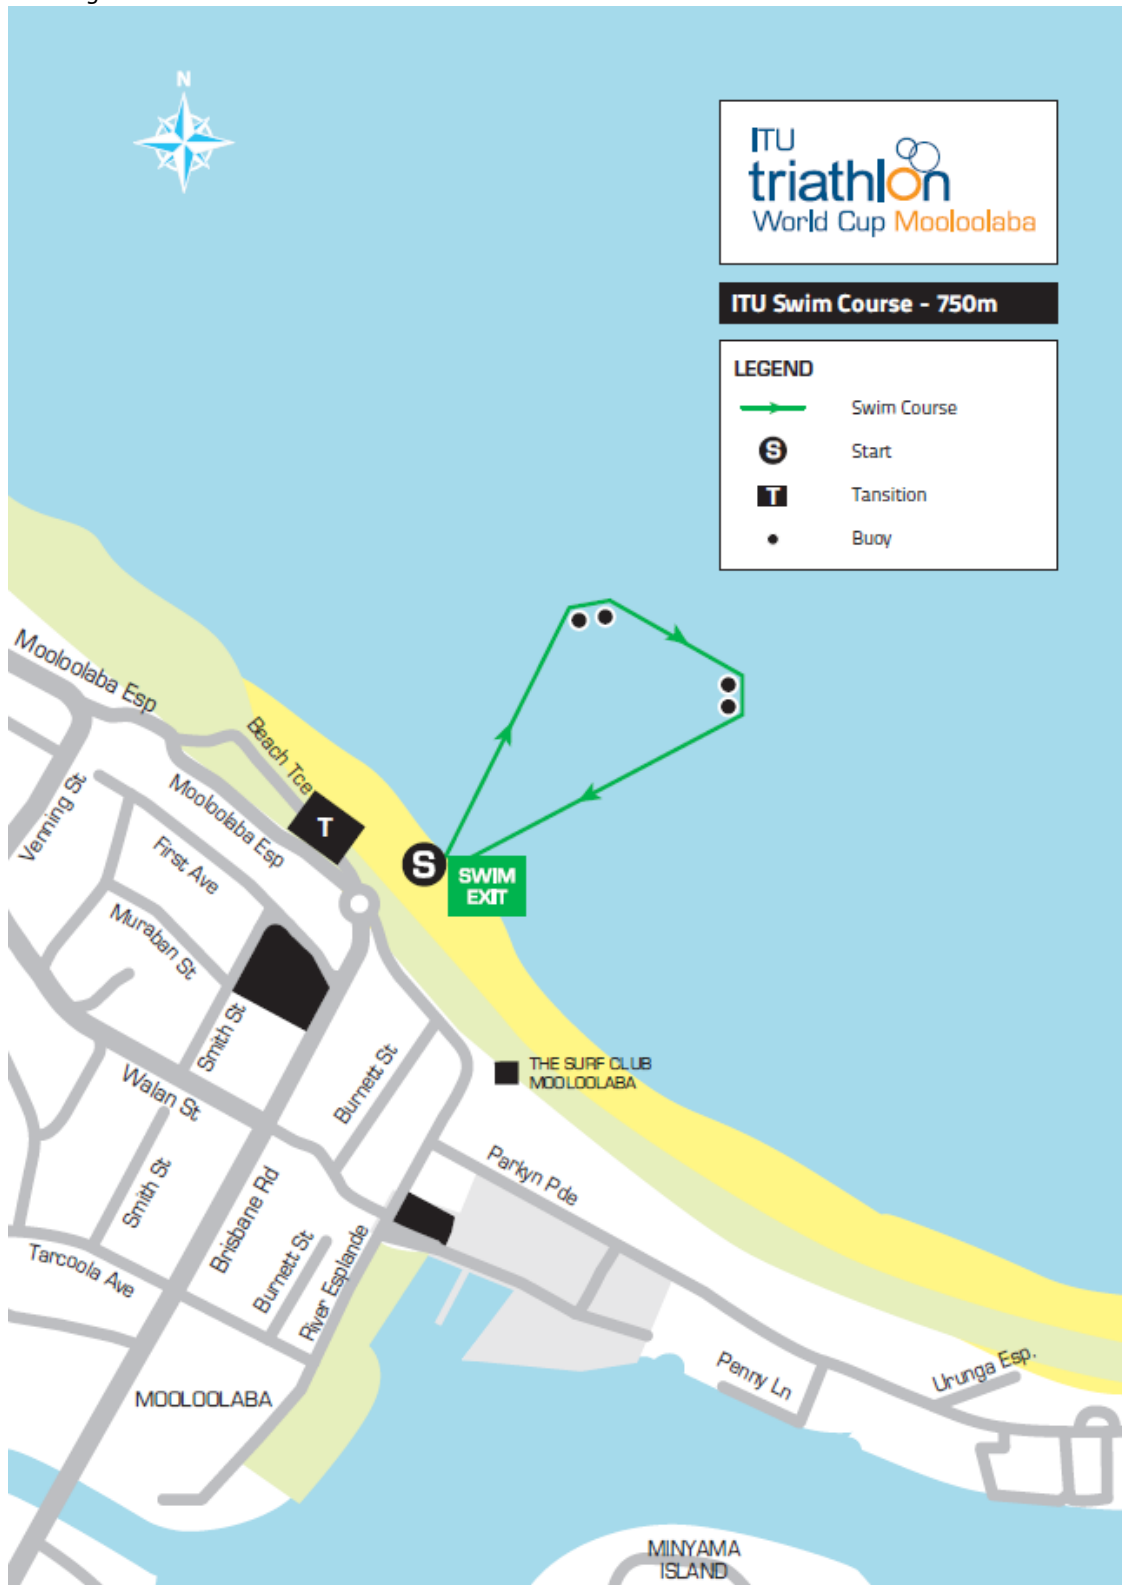 N
ITU
triathlon
World Cup Mooloolaba
ITU Swim Course - 750m
LEGEND
Swim Course
S
Start
T
Tansition
Buoy
Mooloolaba Esp
Beach Tce
Venning St
Mooloolaba Esp
T
First Ave
S
SWIM
EXIT
Muraban St
Smith St
THE SURF CLUB
MOOLOOLABA
Burnett St
Walan St
Parkyn Pde
Smith St
Brisbane Rd
Burnett St
River Esplande
Tarcoola Ave
Penny Ln
Urunga Esp.
MOOLOOLABA
MINYAMA
ISLAND